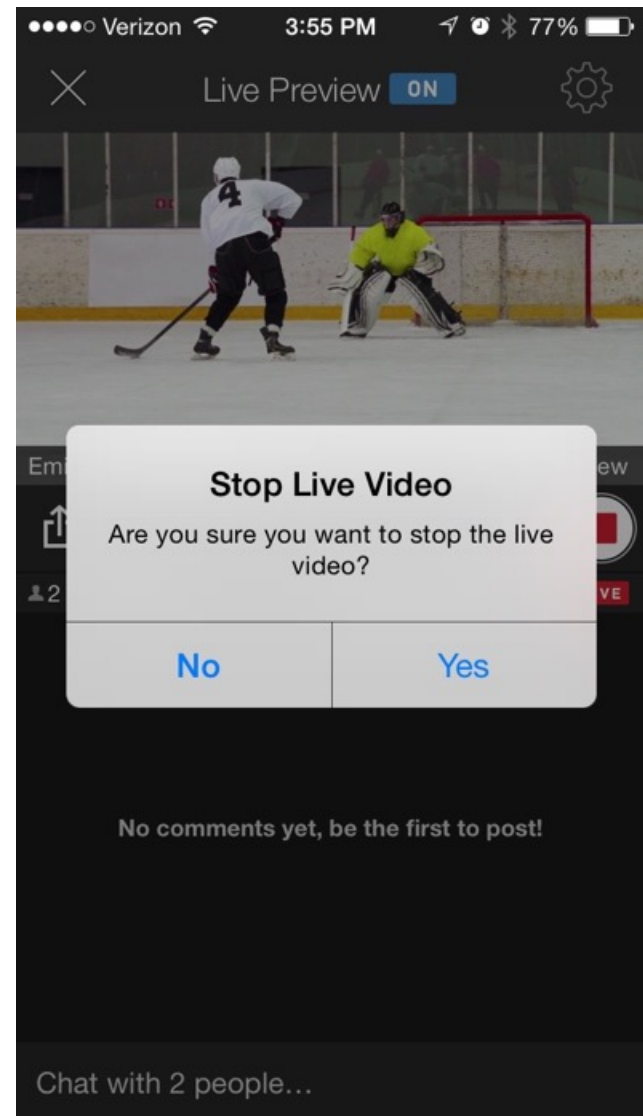 Verizon 3:55 PM 77%
Live Preview ON
4
Stop Live Video
Are you sure you want to stop the live
video?
2
No Yes
No comments yet, be the first to post!
Chat with 2 people...